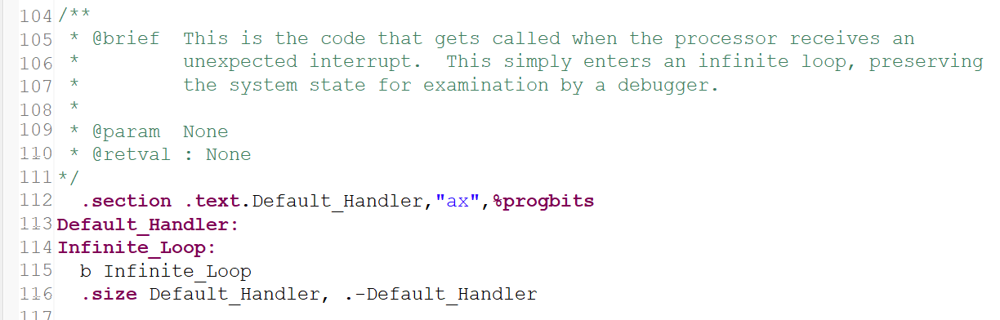 104 /**
105  * @brief  This is the code that gets called when the processor receives an
106  *         unexpected interrupt.  This simply enters an infinite loop, preserving
107  *         the system state for examination by a debugger.
108  *
109  * @param  None
110  * @retval : None
111 */
112   .section .text.Default_Handler,"ax",%progbits
113 Default_Handler:
114 Infinite_Loop:
115   b Infinite_Loop
116   .size Default_Handler, .-Default_Handler
117